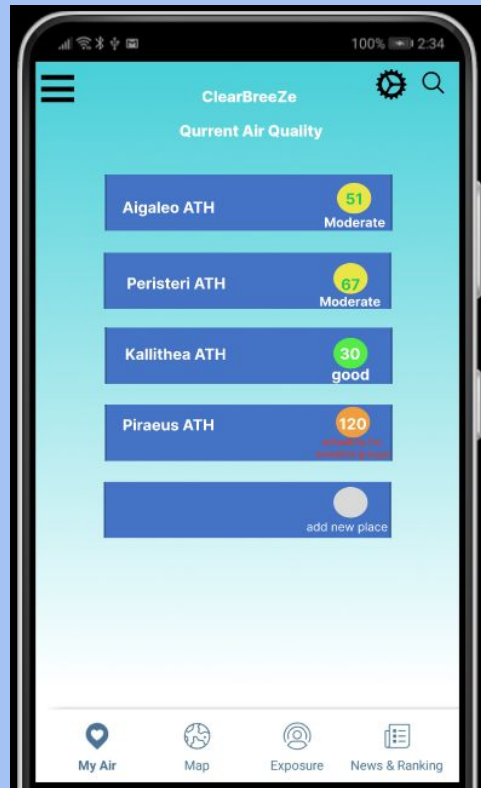 100% 2:34
ClearBreeZe
Qurrent Air Quality
Aigaleo ATH
51
Moderate
Peristeri ATH
67
Moderate
Kallithea ATH
30
good
Piraeus ATH
120
add new place
My Air
Map
Exposure
News & Ranking